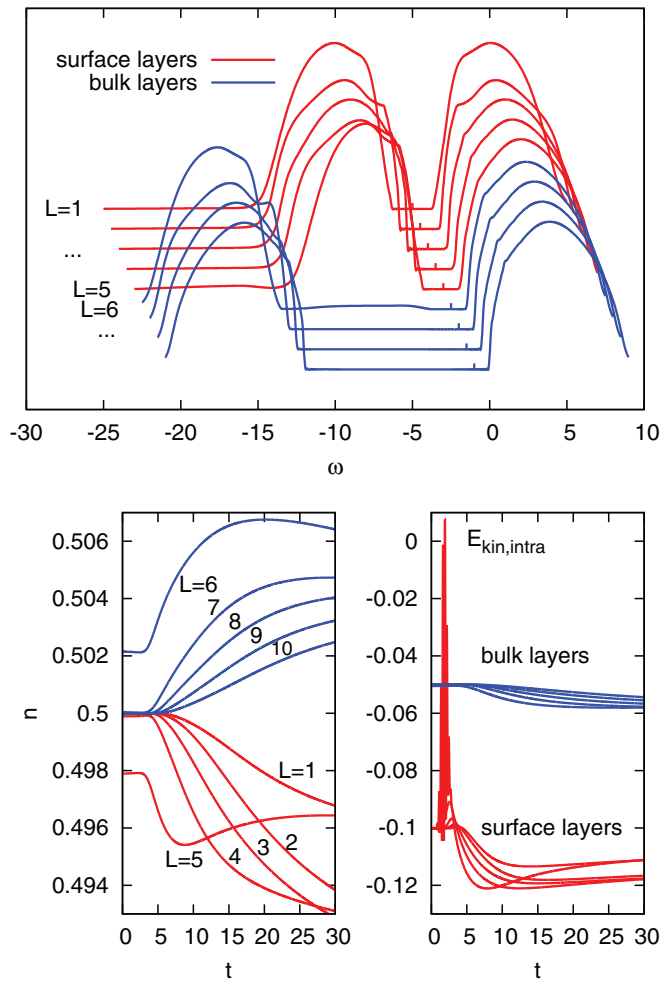 surface layers
bulk layers
L=1
...
L=5
L=6
...
-30 -25 -20 -15 -10 -5 0 5 10
ω
0.506
0.504
0.502
0.5
0.498
0.496
0.494
n
L=6
7
8
9
10
L=1
2
3
4
L=5
0 5 10 15 20 25 30
t
0
-0.02
-0.04
-0.06
-0.08
-0.1
-0.12
E kin,intra
bulk layers
surface layers
0 5 10 15 20 25 30
t